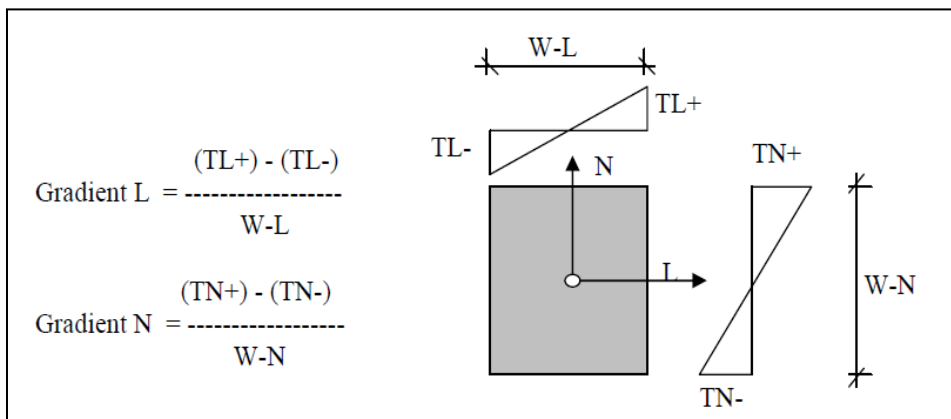 (TL+) - (TL-)
Gradient L = ------------------
W-L
(TN+) - (TN-)
Gradient N = ------------------
W-N
W-L
TL+
TL-
N
TN+
L
W-N
TN-